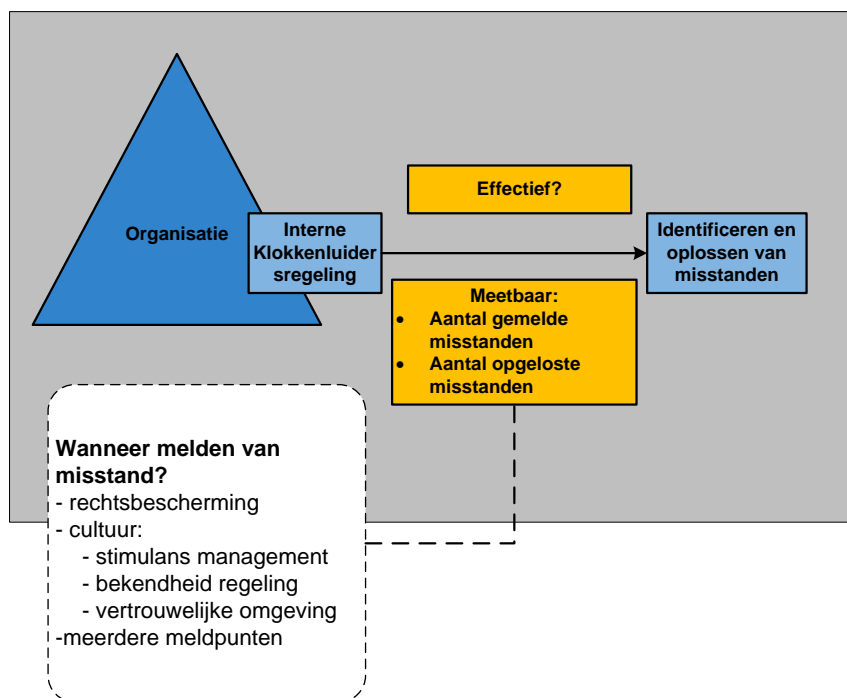 Effectief?
Organisatie
Interne
Klokkenluider
sregeling
Identificeren en
oplossen van
misstanden
Meetbaar:
• Aantal gemelde
misstanden
• Aantal opgeloste
misstanden
Wanneer melden van
misstand?
- rechtsbescherming
- cultuur:
- stimulans management
- bekendheid regeling
- vertrouwelijke omgeving
-meerdere meldpunten